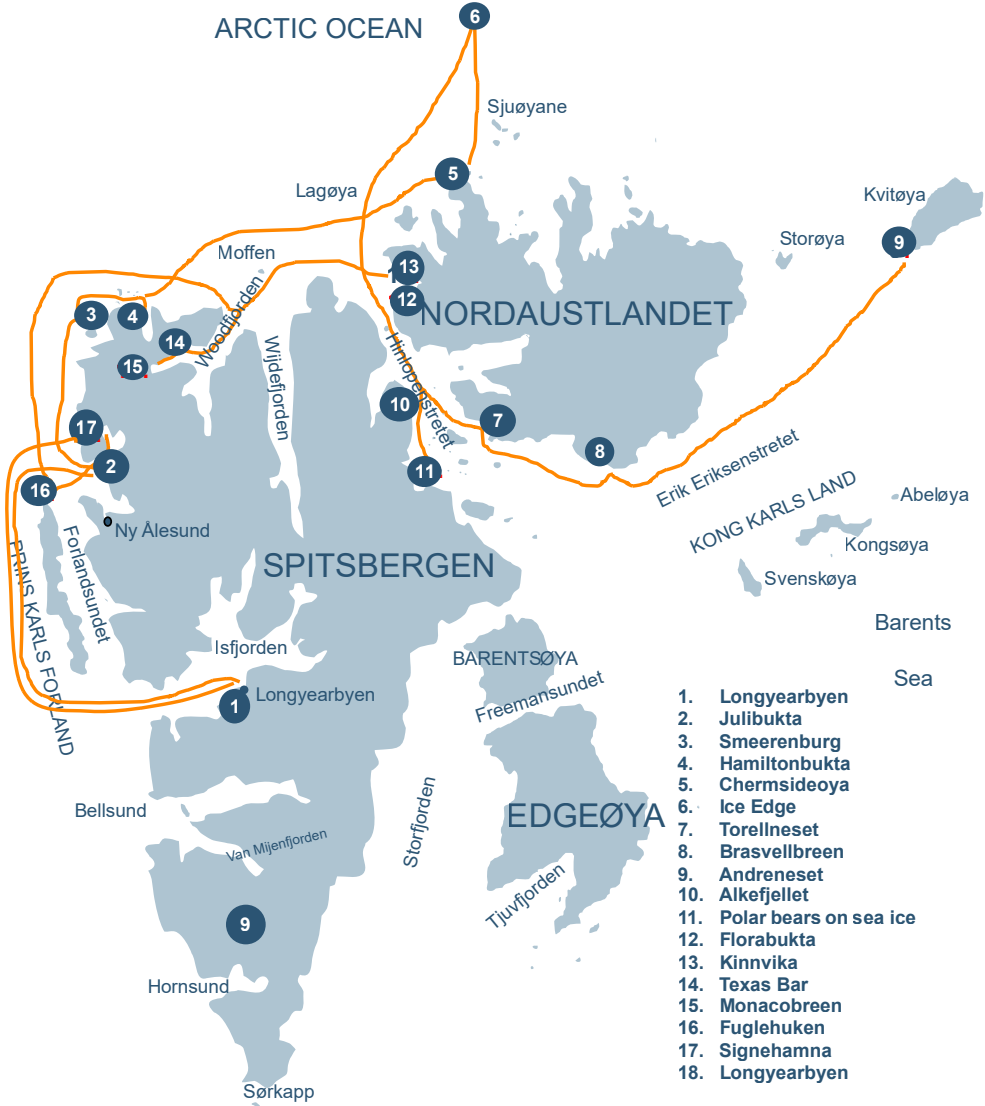 6
ARCTIC OCEAN
Sjuøyane
5
Lagøya
Kvitøya
Storøya
9
Moffen
13
12
NORDAUSTLANDET
3
4
14
Woodfjorden
15
Wijdefjorden
Hinlopenstretet
10
7
17
8
2
11
16
Erik Eriksenstretet
KONG KARLS LAND
Abeløya
Ny Ålesund
Kongsøya
PRINS KARLS FORLAND
Forlandsundet
SPITSBERGEN
Svenskøya
Barents
Sea
Isfjorden
BARENTSØYA
Longyearbyen
1
Freemansundet
Bellsund
Storfjorden
EDGEØYA
Van Mijenfjorden
Tjuvfjorden
9
Hornsund
Sørkapp
1. Longyearbyen
2. Julibukta
3. Smeerenburg
4. Hamiltonbukta
5. Chermsideoya
6. Ice Edge
7. Torellneset
8. Brasvellbreen
9. Andreneset
10. Alkefjellet
11. Polar bears on sea ice
12. Florabukta
13. Kinnvika
14. Texas Bar
15. Monacobreen
16. Fuglehuken
17. Signehamna
18. Longyearbyen